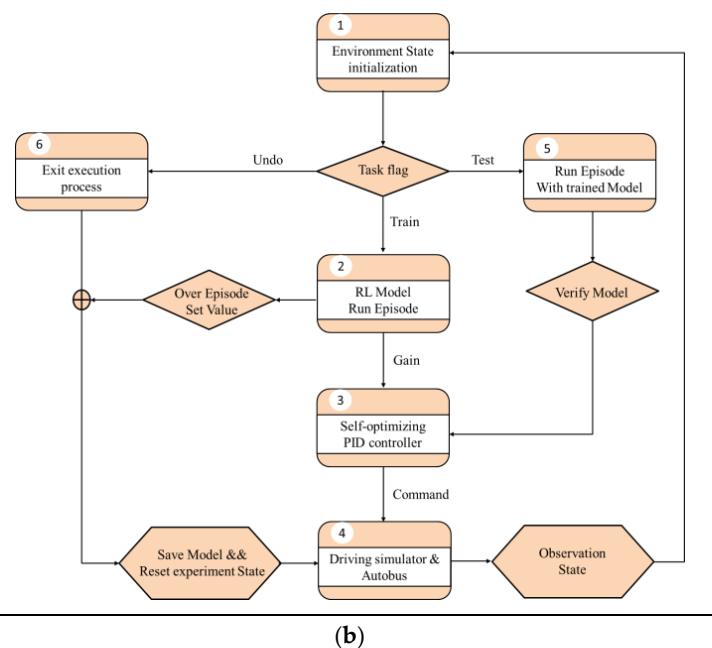 1
Environment State
initialization
6
Exit execution
process
Undo
Task flag
Test
5
Run Episode
With trained Model
Train
2
RL Model
Run Episode
Over Episode
Set Value
Verify Model
Gain
3
Self-optimizing
PID controller
Command
4
Driving simulator &
Autobus
Save Model &&
Reset experiment State
Observation
State
(b)